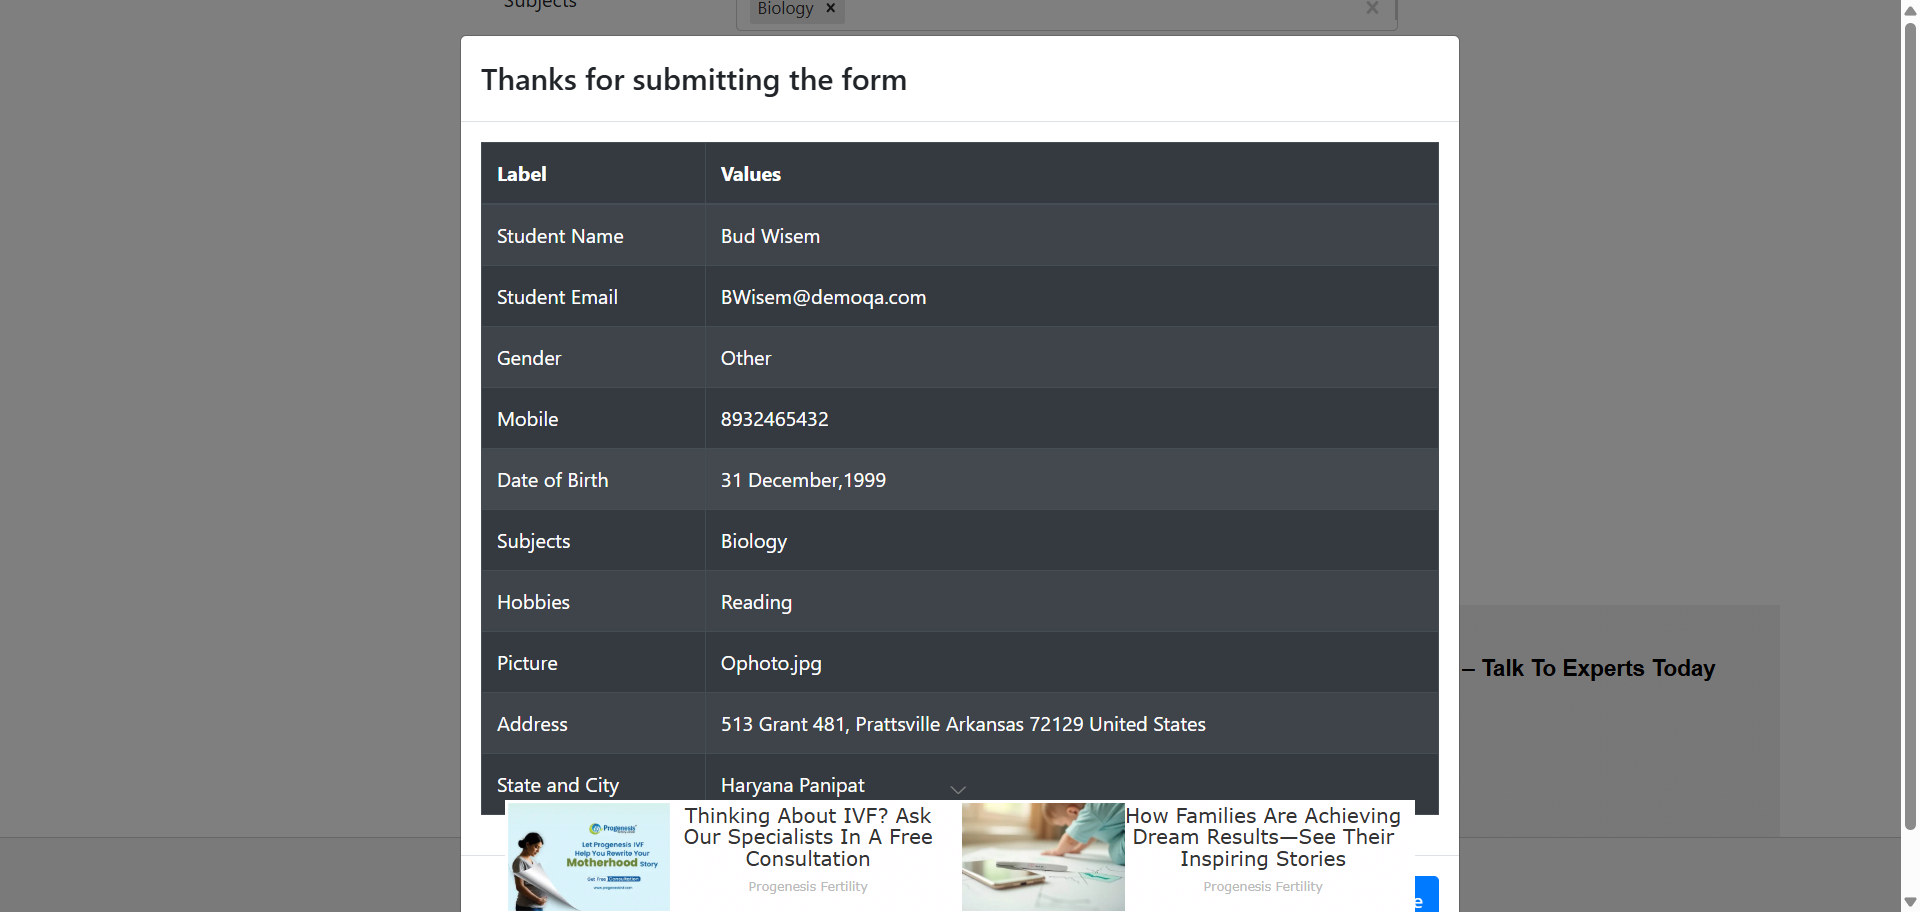 Subjects
Biology ×
Thanks for submitting the form
Label Values
Student Name Bud Wisem
Student Email BWisem@demoqa.com
Gender Other
Mobile 8932465432
Date of Birth 31 December,1999
Subjects Biology
Hobbies Reading
Picture Ophoto.jpg
Address 513 Grant 481, Prattsville Arkansas 72129 United States
State and City Haryana Panipat
– Talk To Experts Today
Progenesis
Let Progenesis IVF
Help You Rewrite Your
Motherhood Story
Get Free Consultation
Thinking About IVF? Ask
Our Specialists In A Free
Consultation
Progenesis Fertility
How Families Are Achieving
Dream Results—See Their
Inspiring Stories
Progenesis Fertility
e